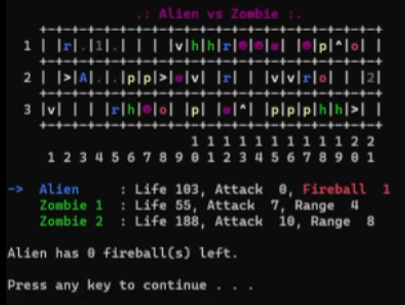 .: Alien vs Zombie :.
1
2
3
1 1 1 1 1 1 1 1 1 1 2 2
1 2 3 4 5 6 7 8 9 0 1 2 3 4 5 6 7 8 9 0 1
-> Alien : Life 103, Attack 0, Fireball 1
Zombie 1 : Life 55, Attack 7, Range 4
Zombie 2 : Life 188, Attack 10, Range 8
Alien has 0 fireball(s) left.
Press any key to continue . . .